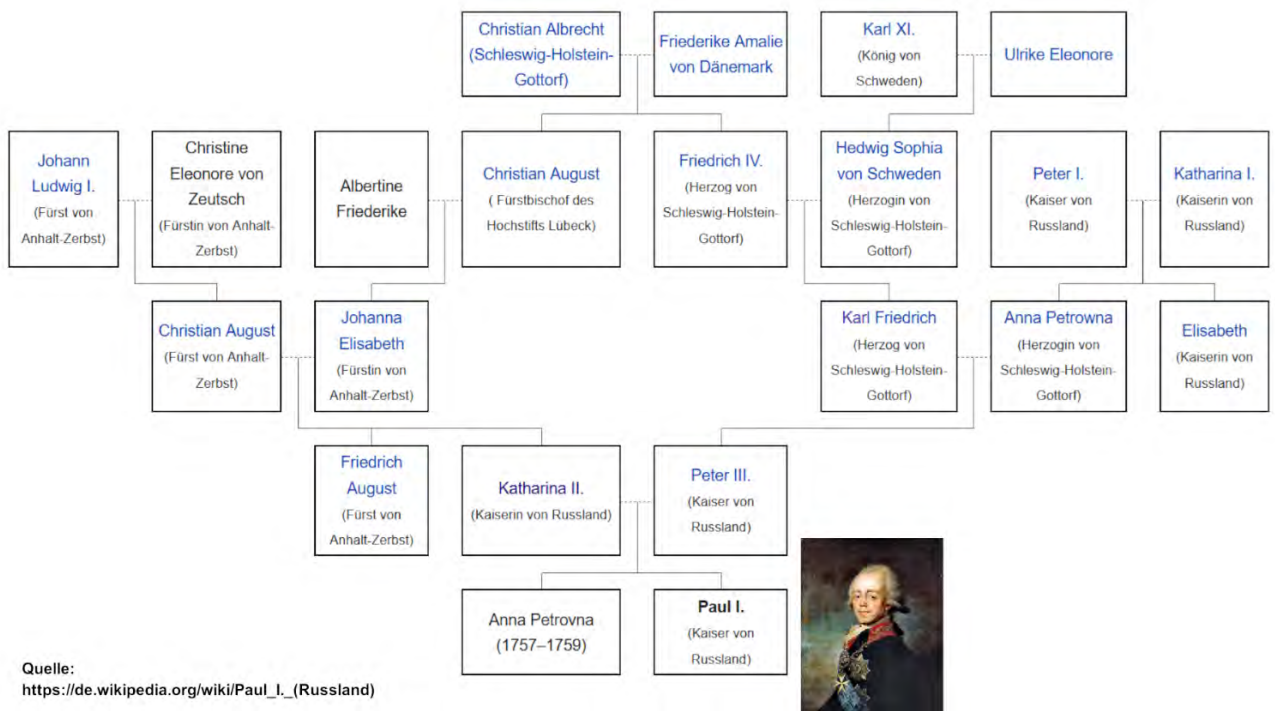 Christian Albrecht
(Schleswig-Holstein-
Gottorf)
Friederike Amalie
von Dänemark
Karl XI.
(König von
Schweden)
Ulrike Eleonore
Johann
Ludwig I.
(Fürst von
Anhalt-Zerbst)
Christine
Eleonore von
Zeutsch
(Fürstin von Anhalt-
Zerbst)
Albertine
Friederike
Christian August
( Fürstbischof des
Hochstifts Lübeck)
Friedrich IV.
(Herzog von
Schleswig-Holstein-
Gottorf)
Hedwig Sophia
von Schweden
(Herzogin von
Schleswig-Holstein-
Gottorf)
Peter I.
(Kaiser von
Russland)
Katharina I.
(Kaiserin von
Russland)
Christian August
(Fürst von Anhalt-
Zerbst)
Johanna
Elisabeth
(Fürstin von
Anhalt-Zerbst)
Karl Friedrich
(Herzog von
Schleswig-Holstein-
Gottorf)
Anna Petrowna
(Herzogin von
Schleswig-Holstein-
Gottorf)
Elisabeth
(Kaiserin von
Russland)
Friedrich
August
(Fürst von
Anhalt-Zerbst)
Katharina II.
(Kaiserin von Russland)
Peter III.
(Kaiser von
Russland)
Anna Petrovna
(1757–1759)
Paul I.
(Kaiser von
Russland)
Quelle:
https://de.wikipedia.org/wiki/Paul_I._(Russland)